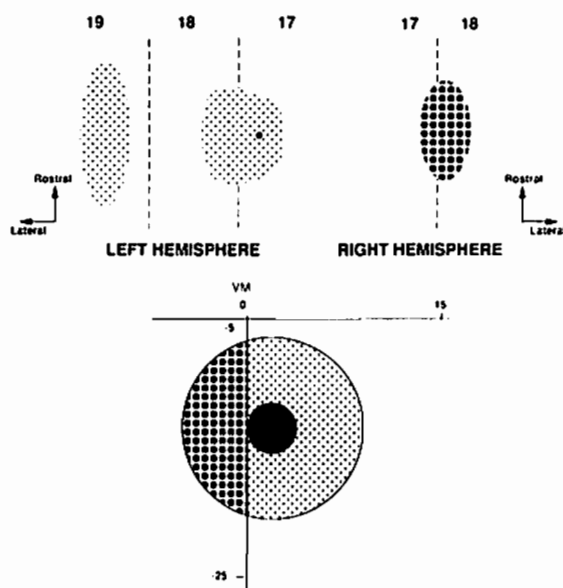 19 18 17 17 18
Rostral Rostral
Lateral Lateral
LEFT HEMISPHERE RIGHT HEMISPHERE
VM
0 15
-5
-25